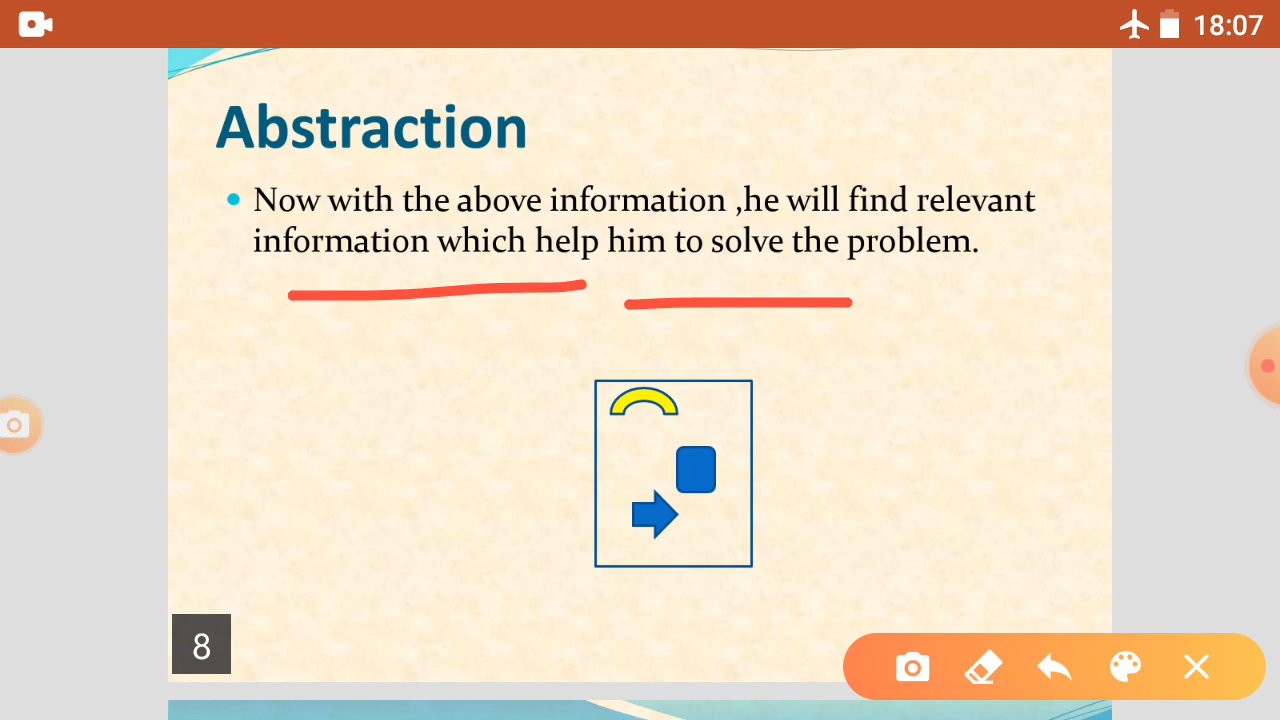 18:07
Abstraction
Now with the above information ,he will find relevant
information which help him to solve the problem.
8